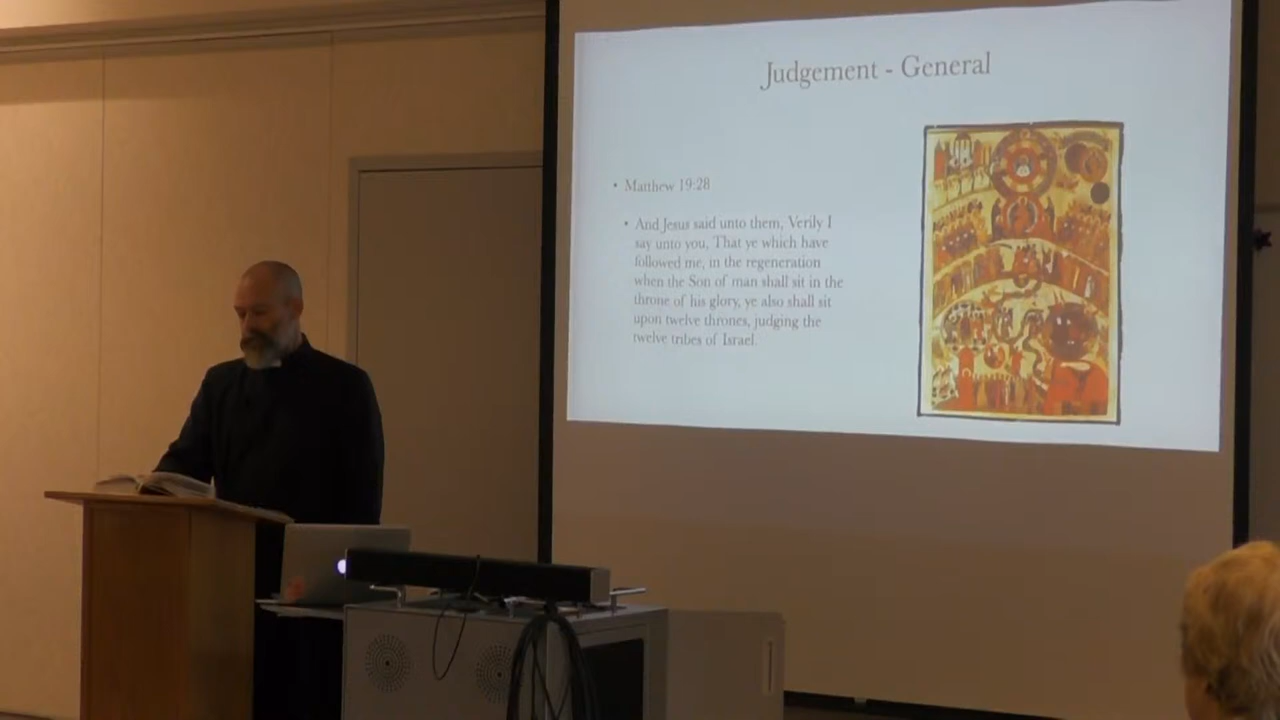 Judgement - General
• Matthew 19:28
• And Jesus said unto them, Verily I
say unto you, That ye which have
followed me, in the regeneration
when the Son of man shall sit in the
throne of his glory, ye also shall sit
upon twelve thrones, judging the
twelve tribes of Israel.